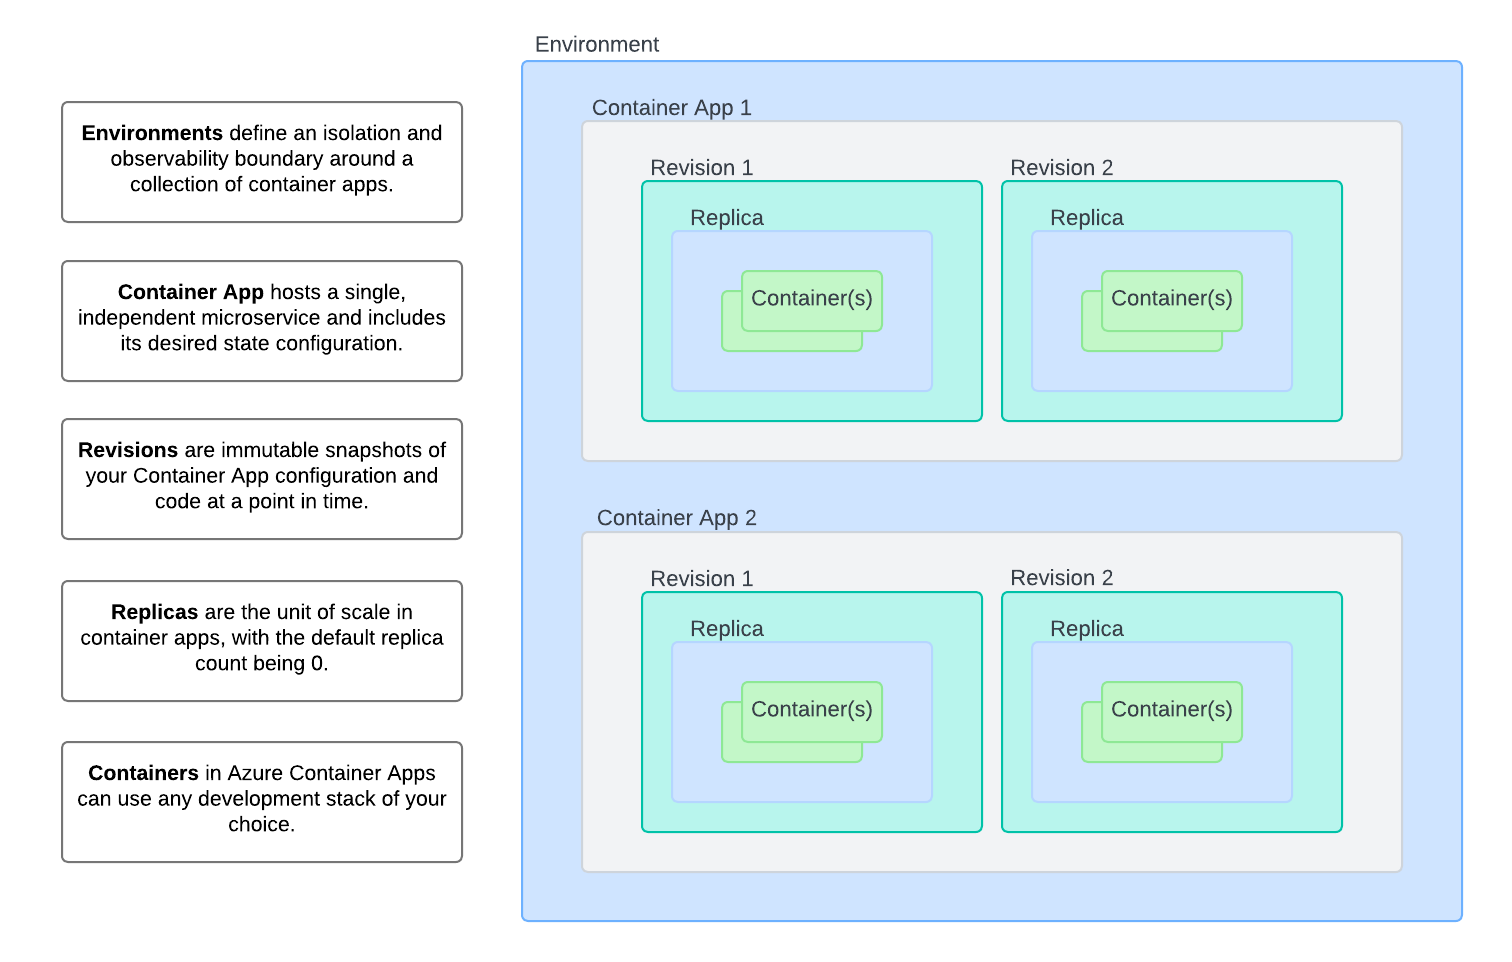 Environments define an isolation and
observability boundary around a
collection of container apps.
Container App hosts a single,
independent microservice and includes
its desired state configuration.
Revisions are immutable snapshots of
your Container App configuration and
code at a point in time.
Replicas are the unit of scale in
container apps, with the default replica
count being 0.
Containers in Azure Container Apps
can use any development stack of your
choice.
Environment
Container App 1
Revision 1
Replica
Container(s)
Revision 2
Replica
Container(s)
Container App 2
Revision 1
Replica
Container(s)
Revision 2
Replica
Container(s)